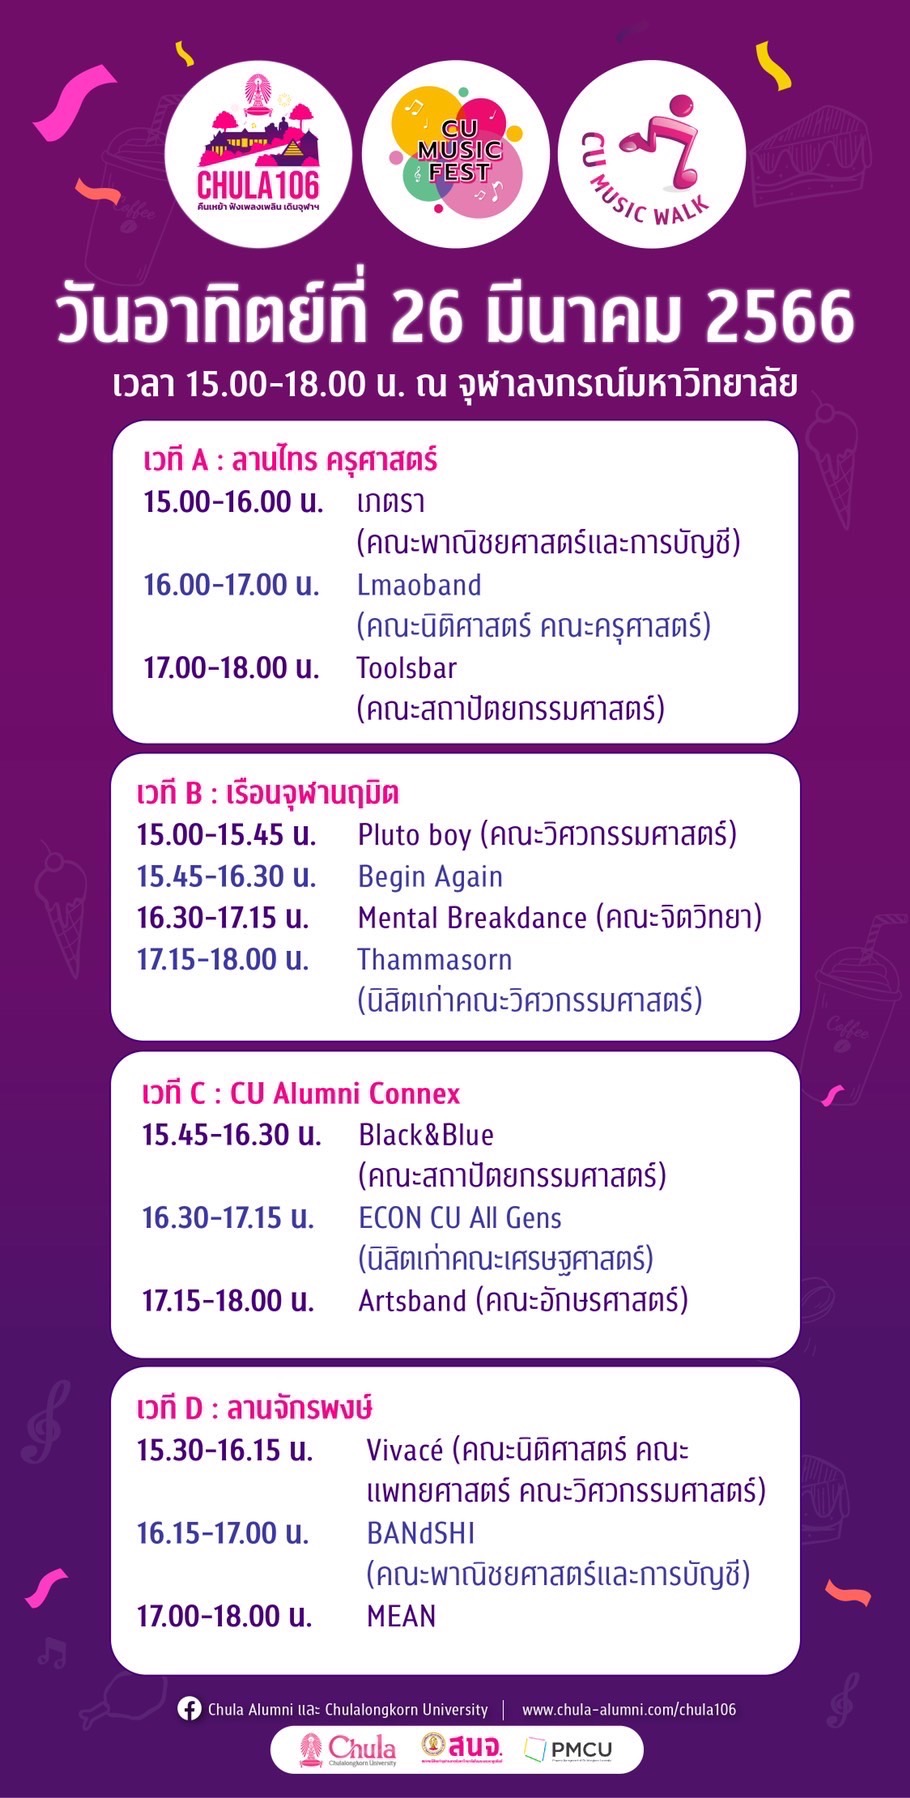 CHULA106
คืนเหย้า ฟังเพลงเพลิน เดินจุฬาฯ
CU
MUSIC
FEST
CU MUSIC WALK
วันอาทิตย์ที่ 26 มีนาคม 2566
เวลา 15.00-18.00 น. ณ จุฬาลงกรณ์มหาวิทยาลัย
เวที A : ลานไทร ครุศาสตร์
15.00-16.00 น. เภตรา
(คณะพาณิชยศาสตร์และการบัญชี)
16.00-17.00 น. Lmaoband
(คณะนิติศาสตร์ คณะครุศาสตร์)
17.00-18.00 น. Toolsbar
(คณะสถาปัตยกรรมศาสตร์)
เวที B : เรือนจุฬานฤมิต
15.00-15.45 น. Pluto boy (คณะวิศวกรรมศาสตร์)
15.45-16.30 น. Begin Again
16.30-17.15 น. Mental Breakdance (คณะจิตวิทยา)
17.15-18.00 น. Thammasorn
(นิสิตเก่าคณะวิศวกรรมศาสตร์)
เวที C : CU Alumni Connex
15.45-16.30 น. Black&Blue
(คณะสถาปัตยกรรมศาสตร์)
16.30-17.15 น. ECON CU All Gens
(นิสิตเก่าคณะเศรษฐศาสตร์)
17.15-18.00 น. Artsband (คณะอักษรศาสตร์)
เวที D : ลานจักรพงษ์
15.30-16.15 น. Vivacé (คณะนิติศาสตร์ คณะ
แพทยศาสตร์ คณะวิศวกรรมศาสตร์)
16.15-17.00 น. BANdSHI
(คณะพาณิชยศาสตร์และการบัญชี)
17.00-18.00 น. MEAN
Chula Alumni และ Chulalongkorn University | www.chula-alumni.com/chula106
Chula
Chulalongkorn University
สนจ.
PMCU
Coffee
Coffee